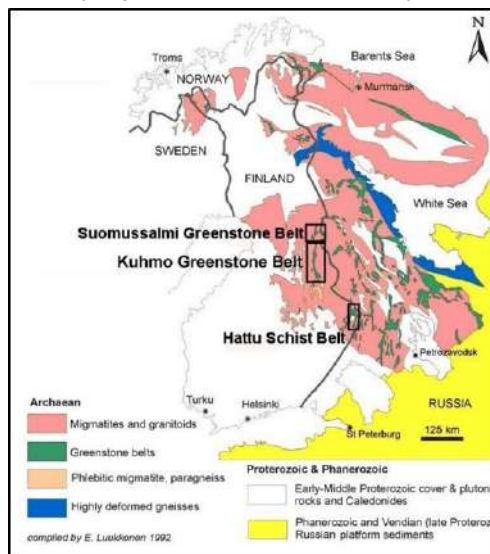 Troms
Barents Sea
N
NORWAY
Murmansk
SWEDEN
FINLAND
White Sea
Suomussalmi Greenstone Belt
Kuhmo Greenstone Belt
Hattu Schist Belt
Petrozavodsk
Turku
Helsinki
RUSSIA
St Peterburg
125 km
Archaean
Migmatites and granitoids
Greenstone belts
Phlebitic migmatite, paragneiss
Highly deformed gneisses
compiled by E. Luukkonen 1992
Proterozoic & Phanerozoic
Early-Middle Proterozoic cover & pluton
rocks and Caledonides
Phanerozoic and Vendian (late Proteroz
Russian platform sediments